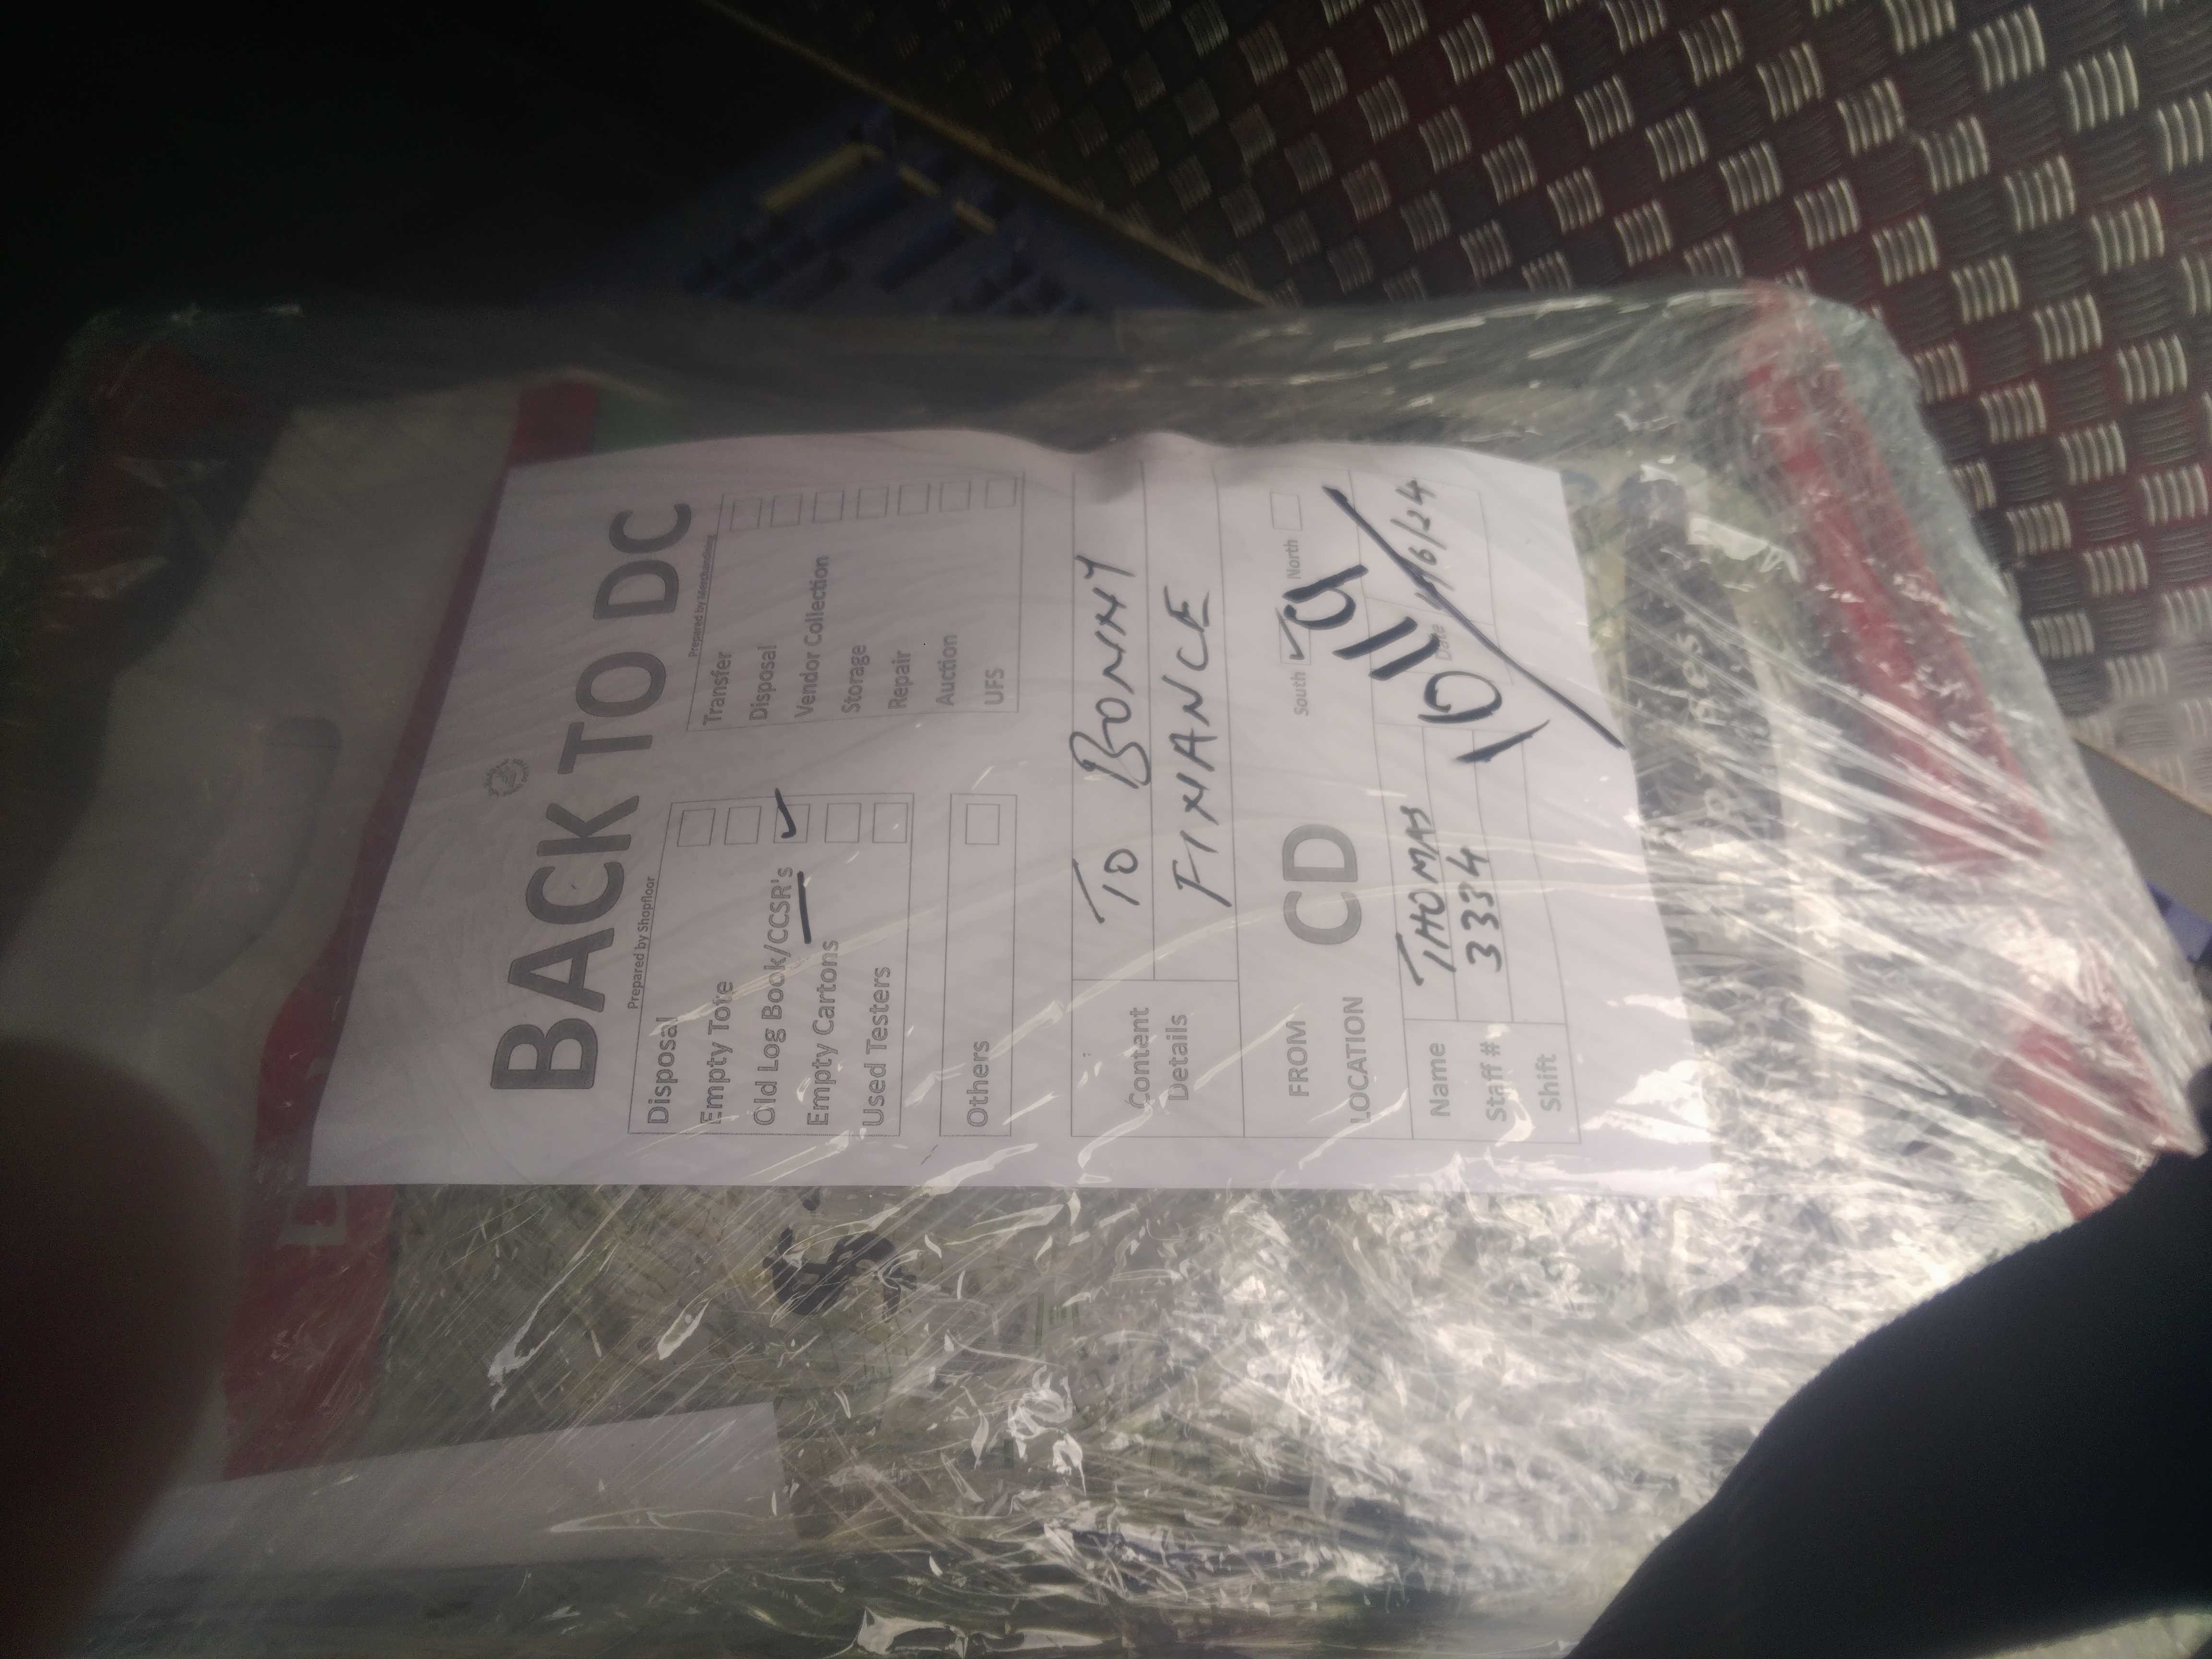 BACK TO DC
Prepared by Shopfloor
Prepared by Merchandising
Disposal
Empty Tote
Old Log Book/CCSR's
Empty Cartons
Used Testers
Others
Transfer
Disposal
Vendor Collection
Storage
Repair
Auction
UFS
Content Details
TO BONNY
FINANCE
FROM LOCATION
CD
South
North
Name
THOMAS
Staff #
3334
Date
/6/24
Shift